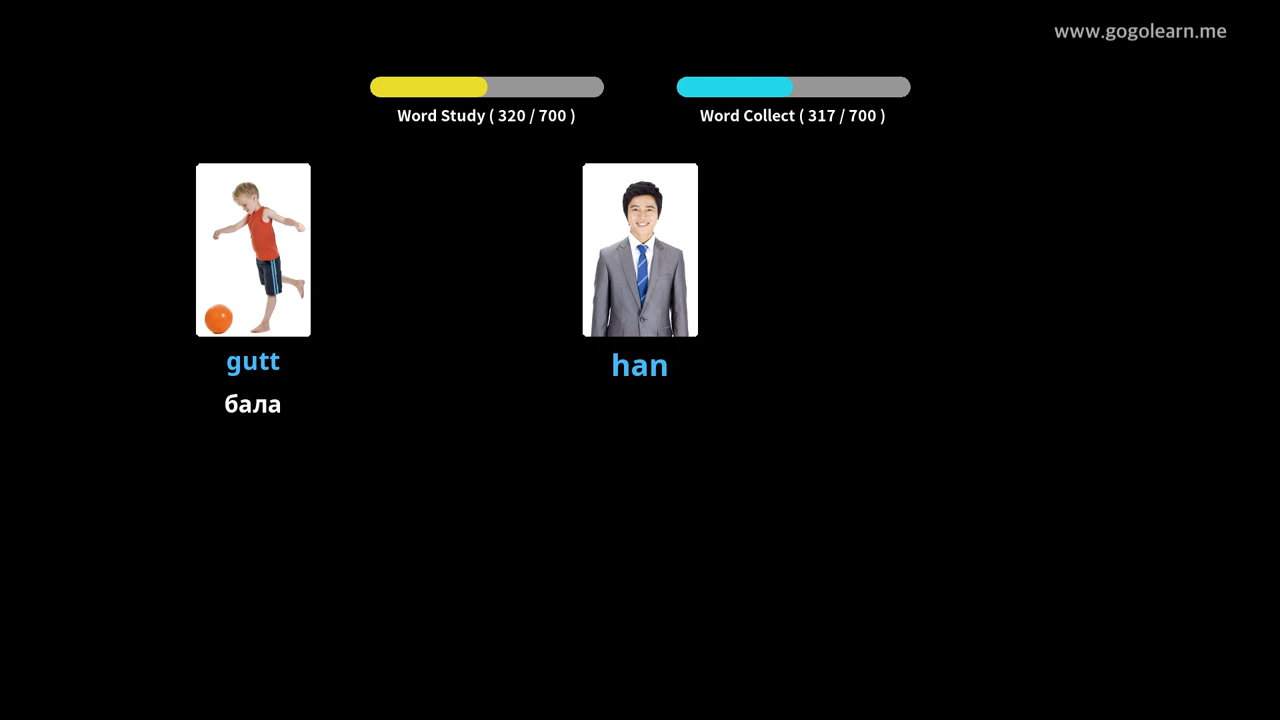 www.gogolearn.me
Word Study ( 320 / 700 )
Word Collect ( 317 / 700 )
gutt
бала
han